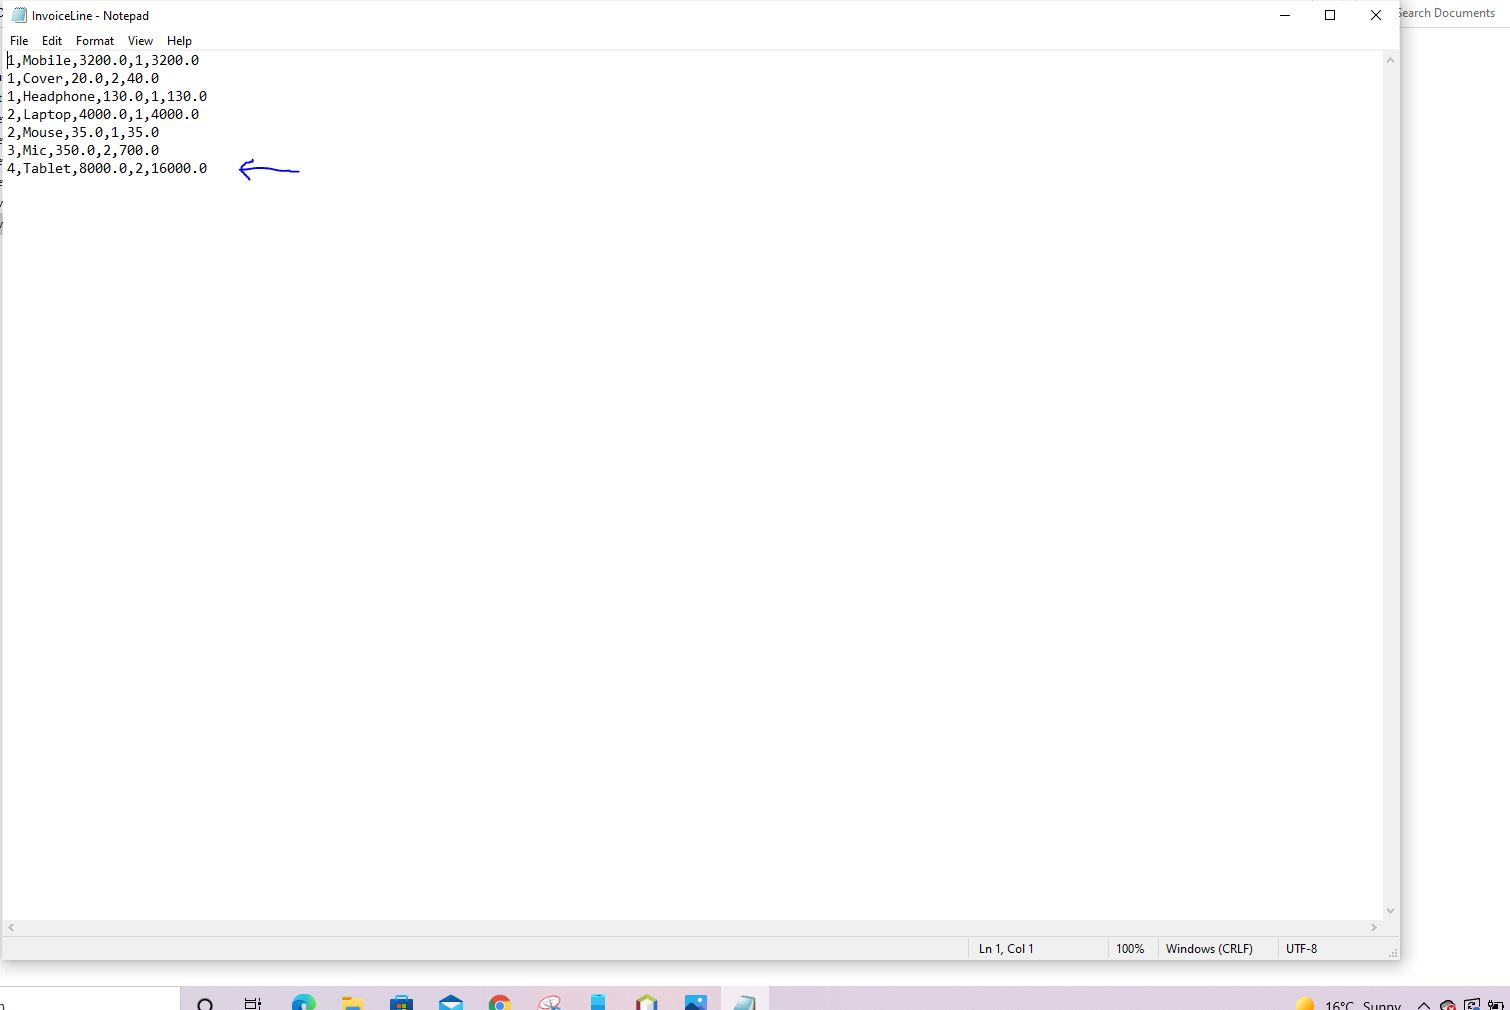 InvoiceLine - Notepad
Search Documents
File Edit Format View Help
1,Mobile,3200.0,1,3200.0
1,Cover,20.0,2,40.0
1,Headphone,130.0,1,130.0
2,Laptop,4000.0,1,4000.0
2,Mouse,35.0,1,35.0
3,Mic,350.0,2,700.0
4,Tablet,8000.0,2,16000.0
Ln 1, Col 1 100% Windows (CRLF) UTF-8
16°C Sunny